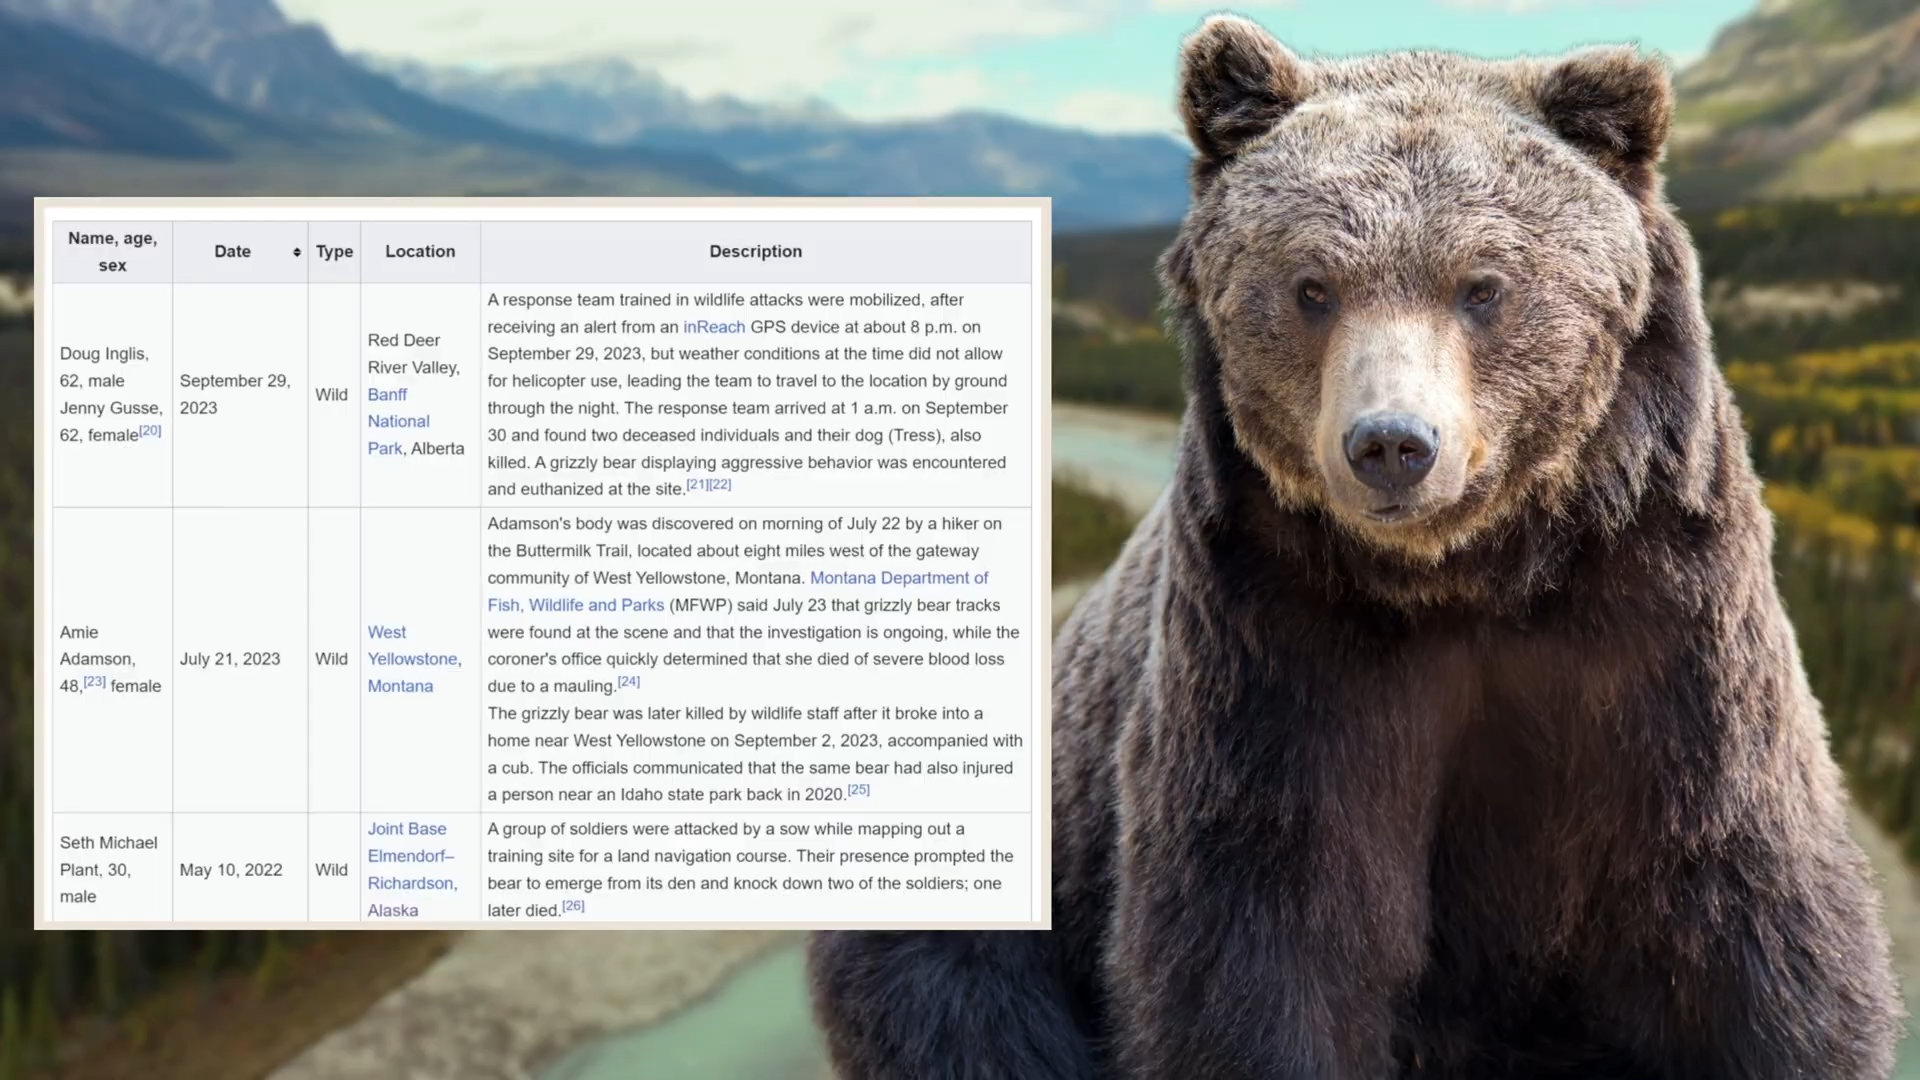 Name, age,
sex
Date
Type
Location
Description
Doug Inglis,
62, male
Jenny Gusse,
62, female[20]
September 29,
2023
Wild
Red Deer
River Valley,
Banff
National
Park, Alberta
A response team trained in wildlife attacks were mobilized, after
receiving an alert from an inReach GPS device at about 8 p.m. on
September 29, 2023, but weather conditions at the time did not allow
for helicopter use, leading the team to travel to the location by ground
through the night. The response team arrived at 1 a.m. on September
30 and found two deceased individuals and their dog (Tress), also
killed. A grizzly bear displaying aggressive behavior was encountered
and euthanized at the site.[21][22]
Amie
Adamson,
48,[23] female
July 21, 2023
Wild
West
Yellowstone,
Montana
Adamson's body was discovered on morning of July 22 by a hiker on
the Buttermilk Trail, located about eight miles west of the gateway
community of West Yellowstone, Montana. Montana Department of
Fish, Wildlife and Parks (MFWP) said July 23 that grizzly bear tracks
were found at the scene and that the investigation is ongoing, while the
coroner's office quickly determined that she died of severe blood loss
due to a mauling.[24]
The grizzly bear was later killed by wildlife staff after it broke into a
home near West Yellowstone on September 2, 2023, accompanied with
a cub. The officials communicated that the same bear had also injured
a person near an Idaho state park back in 2020.[25]
Seth Michael
Plant, 30,
male
May 10, 2022
Wild
Joint Base
Elmendorf–
Richardson,
Alaska
A group of soldiers were attacked by a sow while mapping out a
training site for a land navigation course. Their presence prompted the
bear to emerge from its den and knock down two of the soldiers; one
later died.[26]